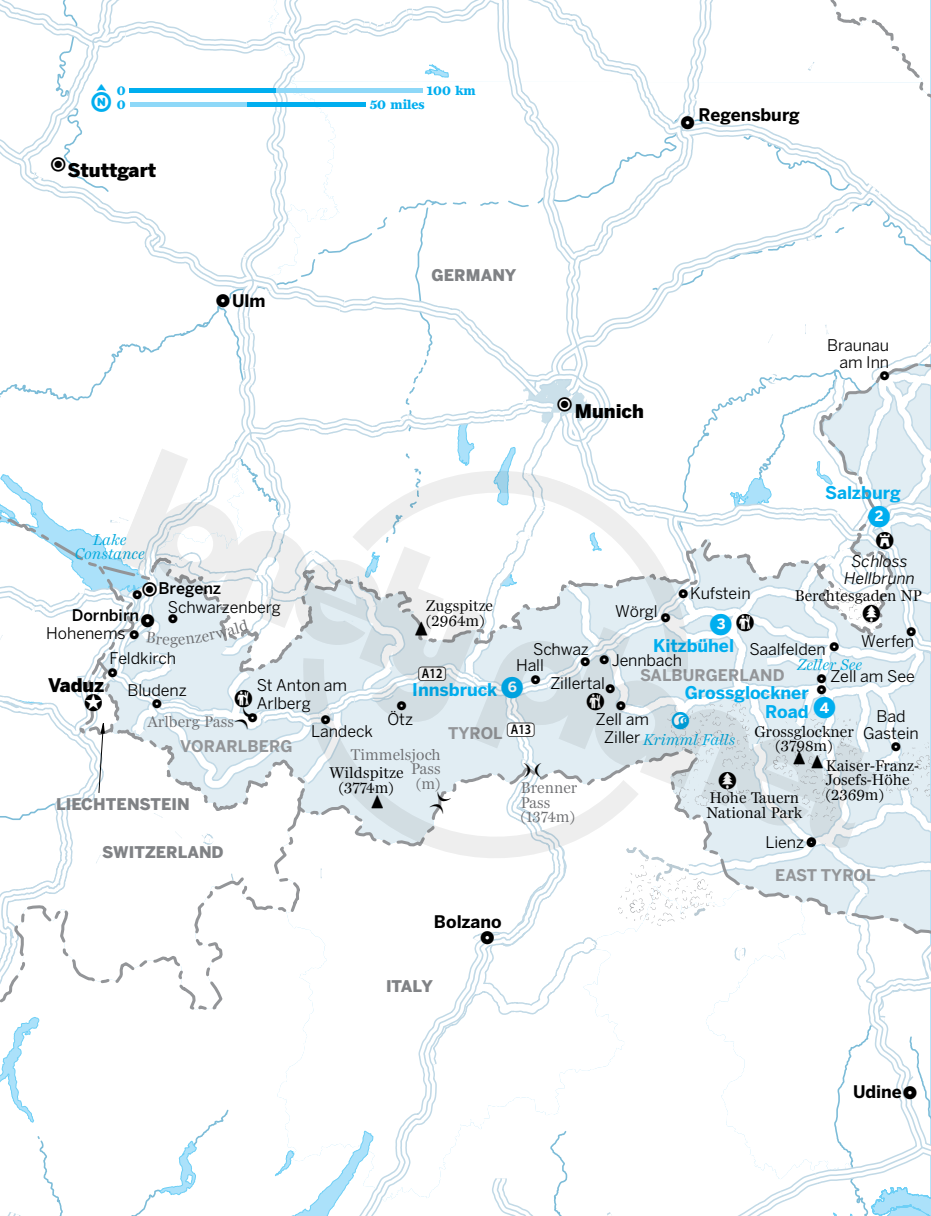 0
100 km
N
0
50 miles
Regensburg
Stuttgart
GERMANY
Ulm
Braunau
am Inn
Munich
Salzburg
2
Lake
Constance
Schloss
Hellbrunn
Bregenz
Kufstein
Berchtesgaden NP
Schwarzenberg
Zugspitze
(2964m)
Dornbirn
Wörgl
3
Hohenems
Bregenzerwald
Kitzbühel
Werfen
Saalfelden
Schwaz
Jennbach
Feldkirch
Hall
Zeller See
A12
SALZBURGERLAND
Zell am See
Vaduz
Bludenz
St Anton am
Arlberg
Innsbruck
6
Zillertal
Grossglockner
Road
4
Arlberg Pass
Ötz
Zell am
Ziller
Bad
Gastein
Landeck
TYROL
A13
Krimml Falls
Grossglockner
(3798m)
VORARLBERG
Timmelsjoch
Pass
(m)
Wildspitze
(3774m)
Kaiser-Franz-
Josefs-Höhe
(2369m)
Brenner
Pass
(1374m)
LIECHTENSTEIN
Hohe Tauern
National Park
Lienz
SWITZERLAND
EAST TYROL
Bolzano
ITALY
Udine